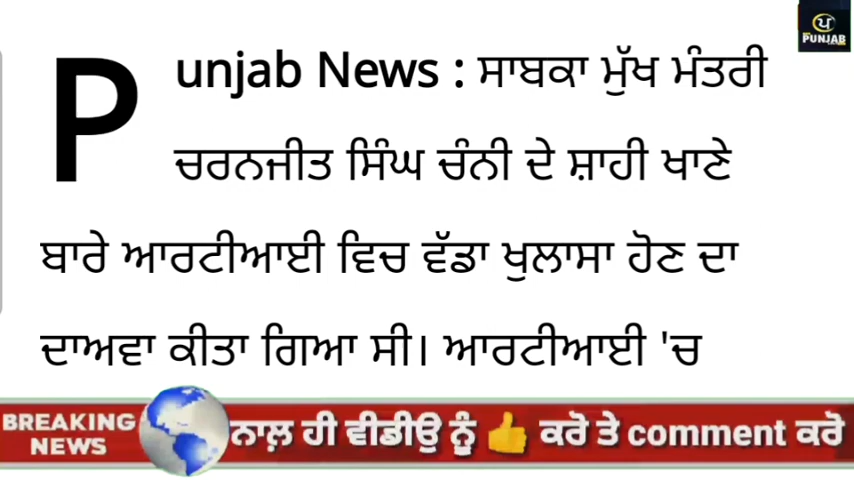 ਪੰ
PUNJAB
Punjab News : ਸਾਬਕਾ ਮੁੱਖ ਮੰਤਰੀ
ਚਰਨਜੀਤ ਸਿੰਘ ਚੰਨੀ ਦੇ ਸ਼ਾਹੀ ਖਾਣੇ
ਬਾਰੇ ਆਰਟੀਆਈ ਵਿਚ ਵੱਡਾ ਖੁਲਾਸਾ ਹੋਣ ਦਾ
ਦਾਅਵਾ ਕੀਤਾ ਗਿਆ ਸੀ। ਆਰਟੀਆਈ 'ਚ
BREAKING NEWS
ਨਾਲ਼ ਹੀ ਵੀਡੀਉ ਨੂੰ 👍 ਕਰੋ ਤੇ comment ਕਰੋ